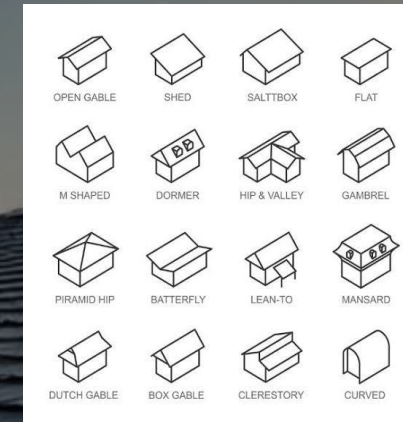 OPEN GABLE SHED SALTTBOX FLAT
M SHAPED DORMER HIP & VALLEY GAMBREL
PIRAMID HIP BATTERFLY LEAN-TO MANSARD
DUTCH GABLE BOX GABLE CLERESTORY CURVED